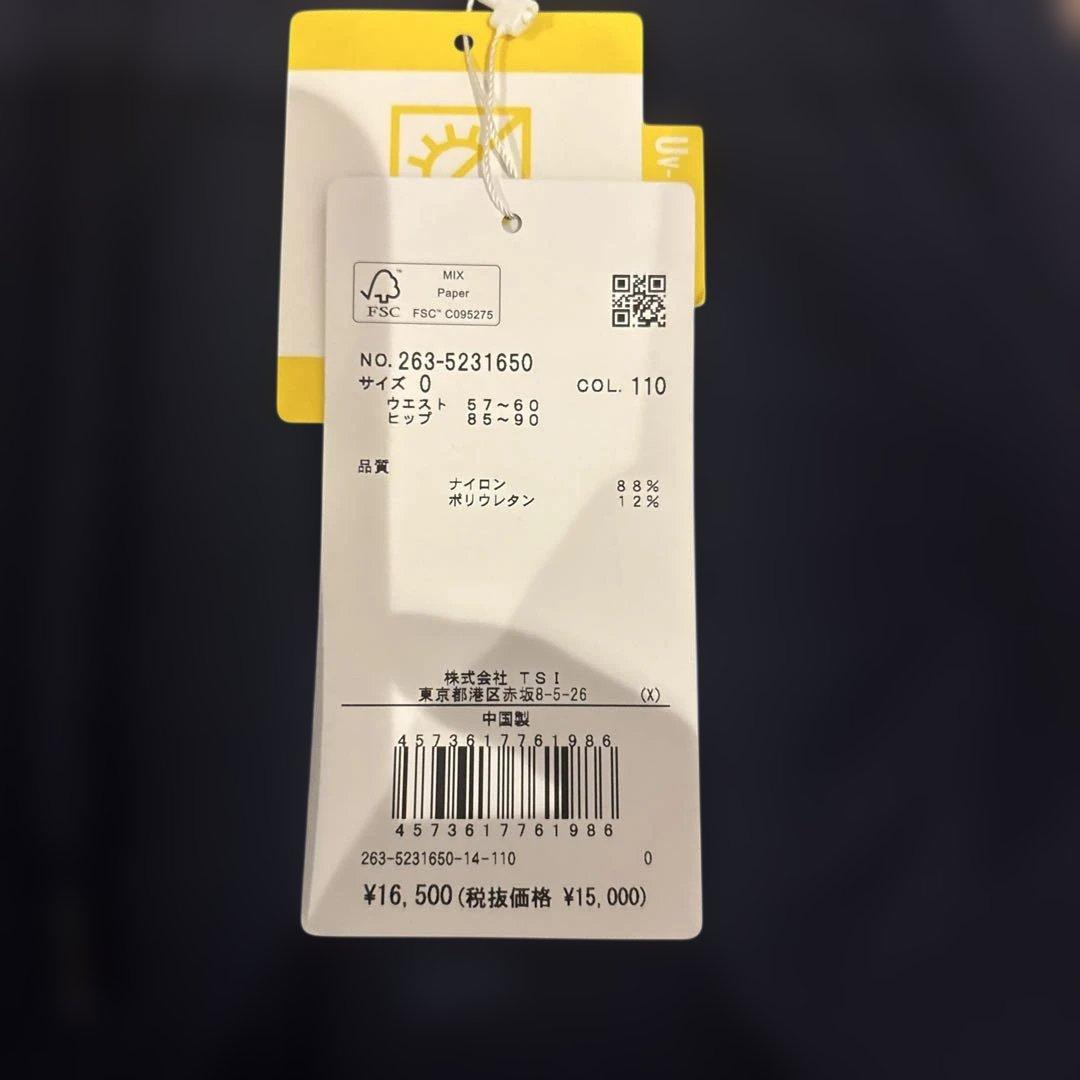 Uv-
MIX
Paper
FSC™ FSC™ C095275
NO. 263-5231650
サイズ 0 COL. 110
ウエスト 57～60
ヒップ 85～90
品質
ナイロン 88%
ポリウレタン 12%
株式会社 TSI
東京都港区赤坂8-5-26 (X)
中国製
4573617761986
4573617761986
263-5231650-14-110 0
¥16,500(税抜価格 ¥15,000)